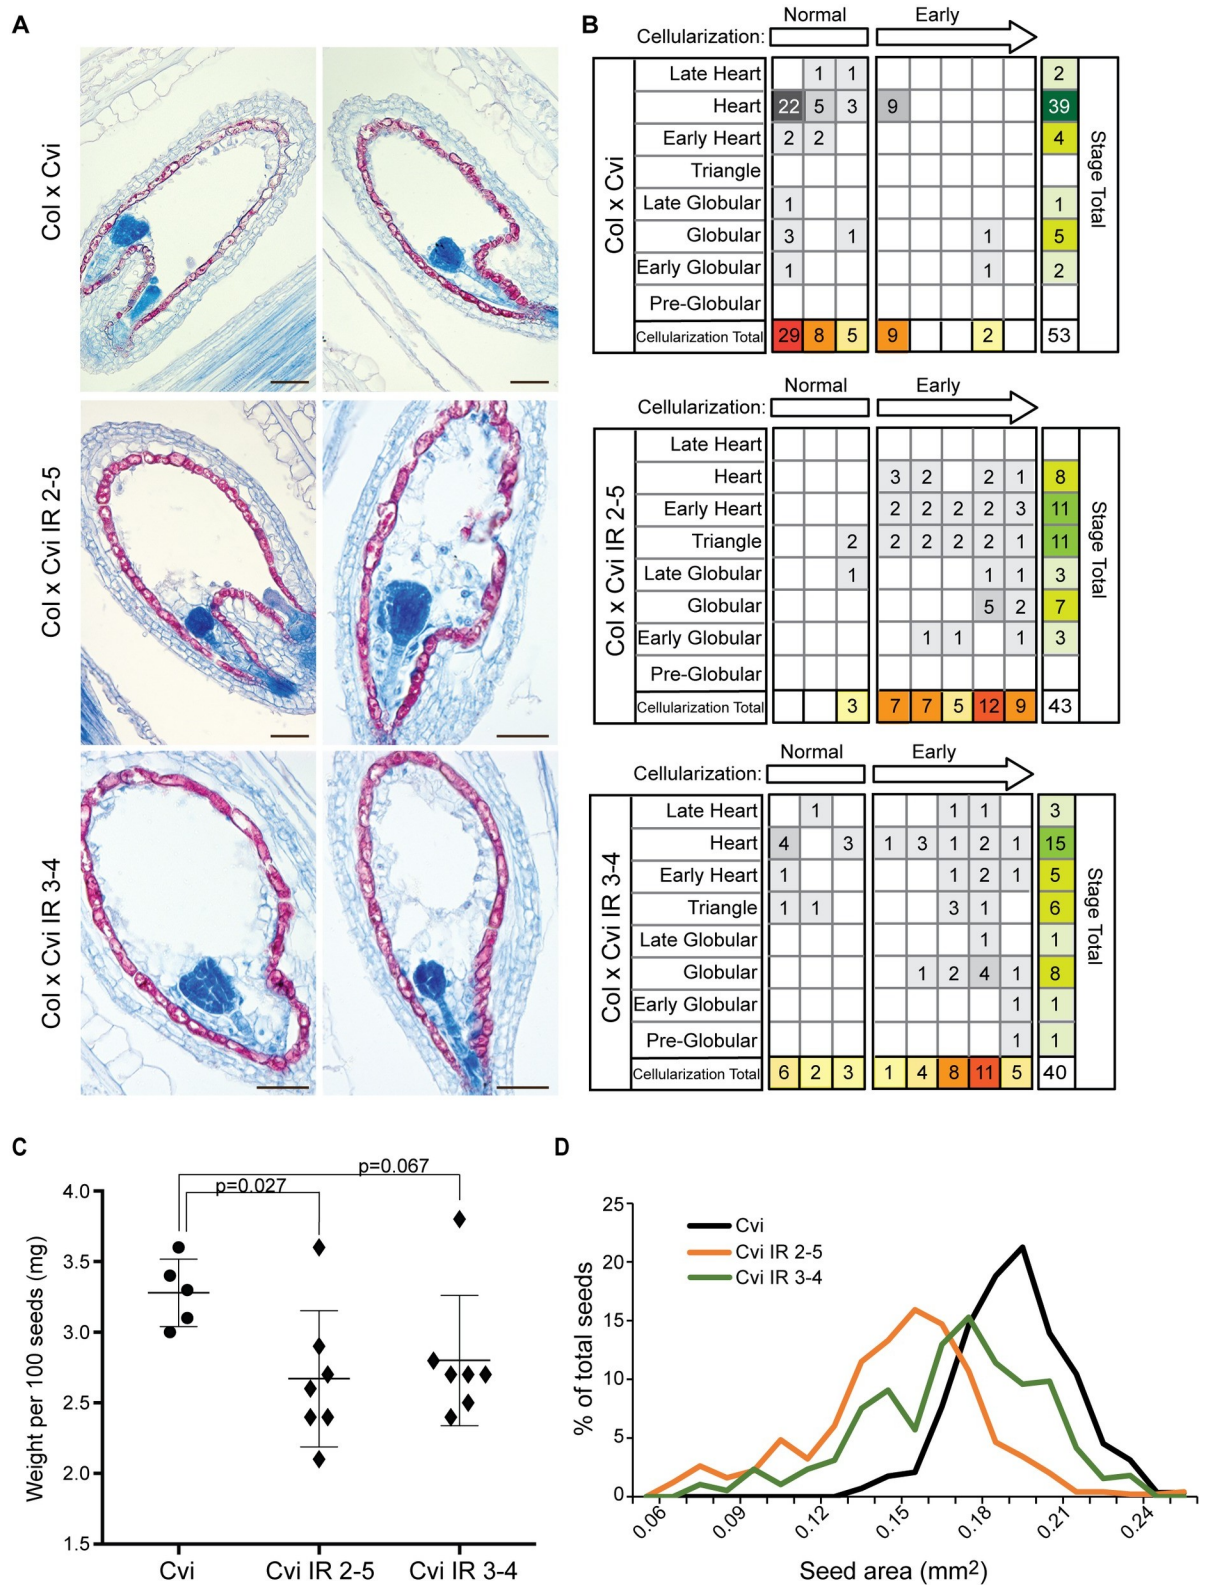 A
Col x Cvi
Col x Cvi IR 2-5
Col x Cvi IR 3-4
B
Normal Early
Cellularization:
Col x Cvi
Late Heart 1 1 2
Heart 22 5 3 9 39
Early Heart 2 2 4
Triangle
Late Globular 1 1
Globular 3 1 1 5
Early Globular 1 1 2
Pre-Globular
Cellularization Total 29 8 5 9 2 53
Stage Total
Normal Early
Cellularization:
Col x Cvi IR 2-5
Late Heart
Heart 3 2 2 1 8
Early Heart 2 2 2 2 3 11
Triangle 2 2 2 2 2 1 11
Late Globular 1 1 1 3
Globular 5 2 7
Early Globular 1 1 1 3
Pre-Globular
Cellularization Total 3 7 7 5 12 9 43
Stage Total
Normal Early
Cellularization:
Col x Cvi IR 3-4
Late Heart 1 1 1 3
Heart 4 3 1 3 1 2 1 15
Early Heart 1 1 2 1 5
Triangle 1 1 3 1 6
Late Globular 1 1
Globular 1 2 4 1 8
Early Globular 1 1
Pre-Globular 1 1
Cellularization Total 6 2 3 1 4 8 11 5 40
Stage Total
C
p=0.067
p=0.027
Weight per 100 seeds (mg)
4.0
3.5
3.0
2.5
2.0
1.5
Cvi Cvi IR 2-5 Cvi IR 3-4
D
Cvi
Cvi IR 2-5
Cvi IR 3-4
% of total seeds
25
20
15
10
5
0
0.06 0.09 0.12 0.15 0.18 0.21 0.24
Seed area (mm2)